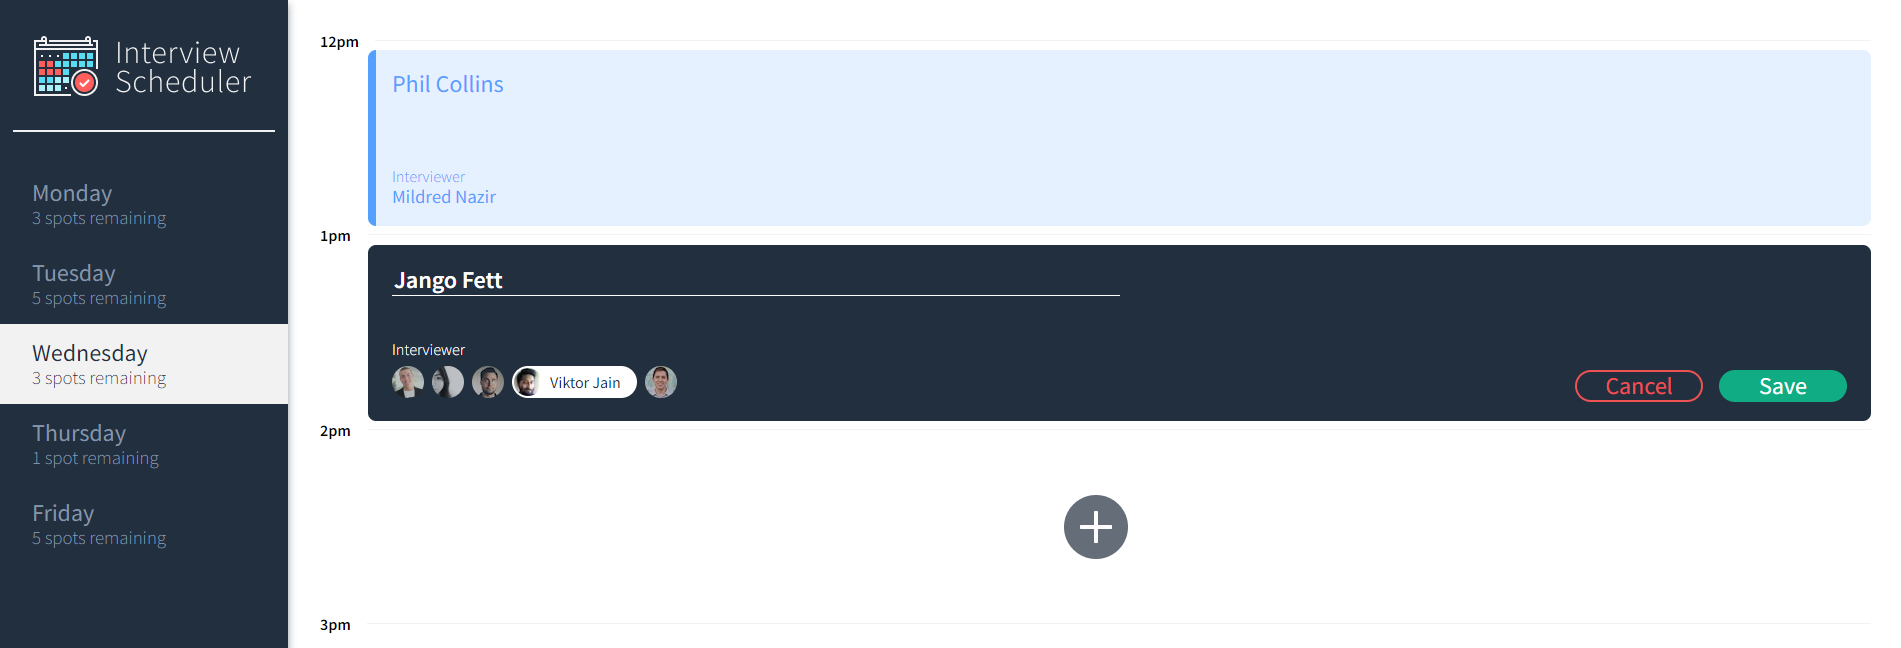 Interview
Scheduler
Monday
3 spots remaining
Tuesday
5 spots remaining
Wednesday
3 spots remaining
Thursday
1 spot remaining
Friday
5 spots remaining
12pm
Phil Collins
Interviewer
Mildred Nazir
1pm
Jango Fett
Interviewer
Viktor Jain
Cancel
Save
2pm
3pm